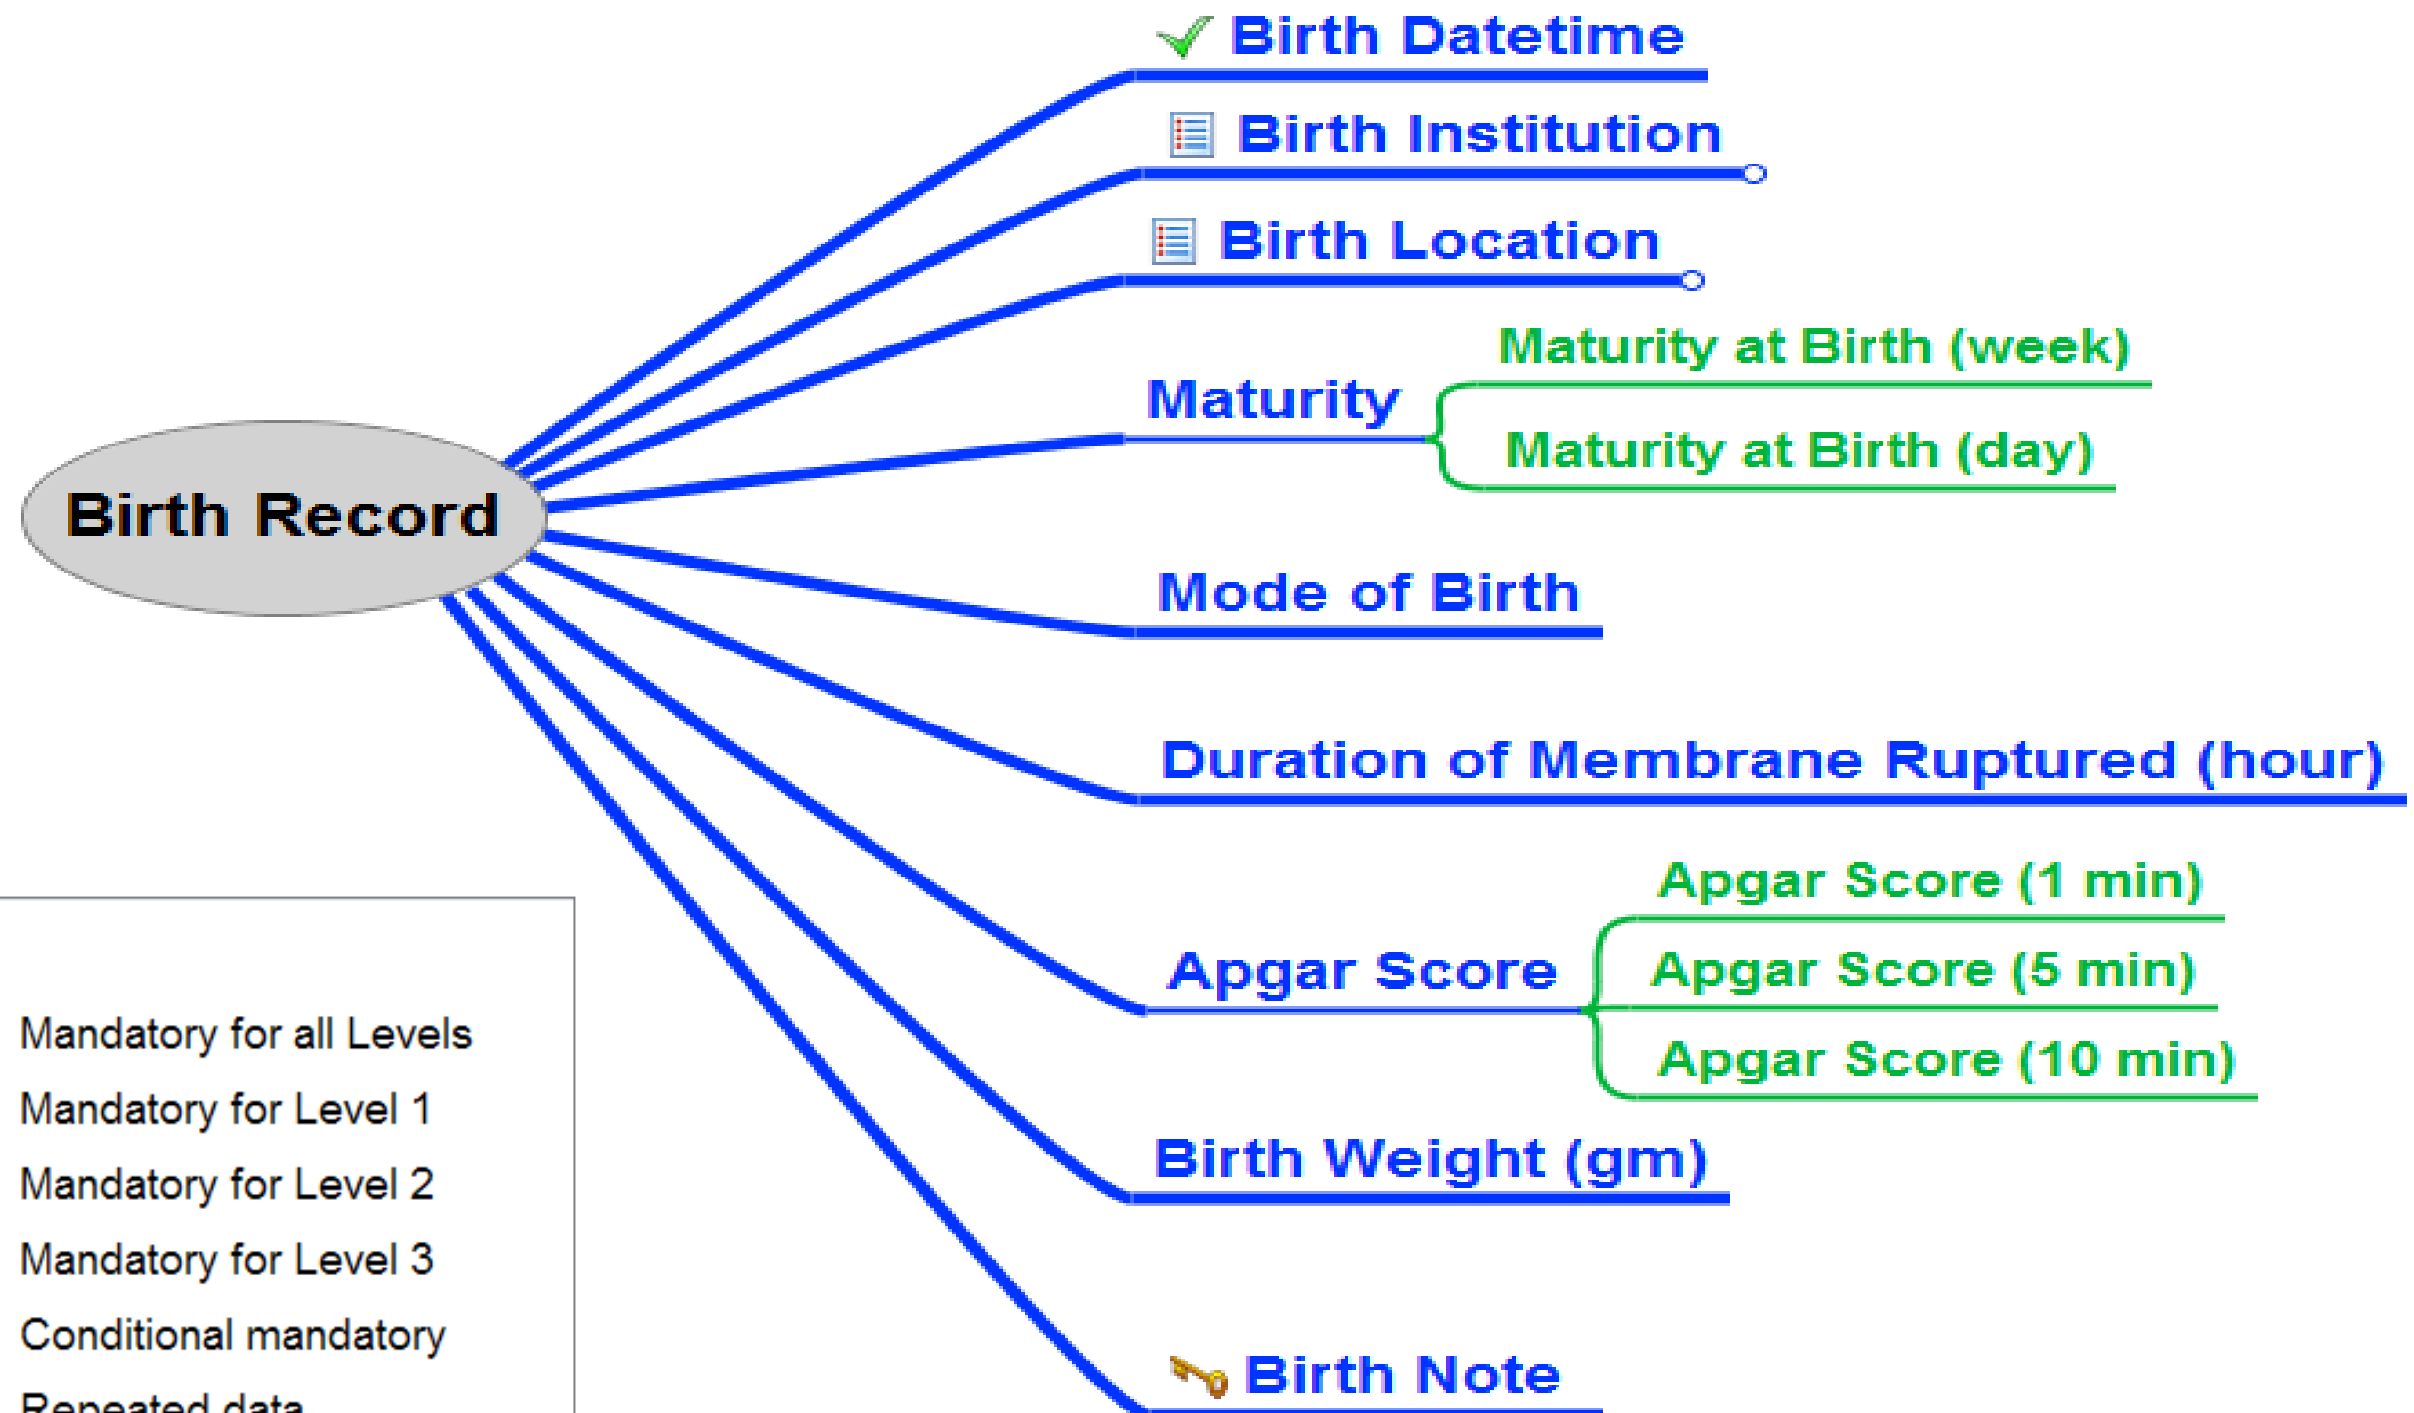 Birth Datetime
Birth Institution
Birth Location
Maturity at Birth (week)
Maturity
Maturity at Birth (day)
Birth Record
Mode of Birth
Duration of Membrane Ruptured (hour)
Apgar Score (1 min)
Apgar Score
Apgar Score (5 min)
Apgar Score (10 min)
Birth Weight (gm)
Birth Note
Mandatory for all Levels
Mandatory for Level 1
Mandatory for Level 2
Mandatory for Level 3
Conditional mandatory
Repeated data